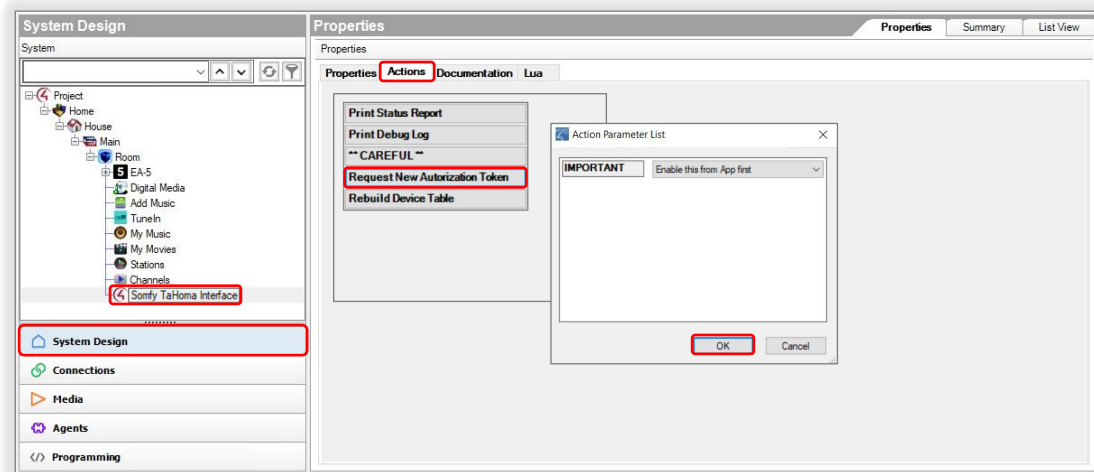 System Design
System
Project
Home
House
Main
Room
5 EA-5
Digital Media
Add Music
TuneIn
My Music
My Movies
Stations
Channels
Somfy TaHoma Interface
System Design
Connections
Media
Agents
</> Programming
Properties
Properties Summary List View
Properties
Properties Actions Documentation Lua
Print Status Report
Print Debug Log
** CAREFUL **
Request New Autorization Token
Rebuild Device Table
Action Parameter List
IMPORTANT Enable this from App first
OK Cancel